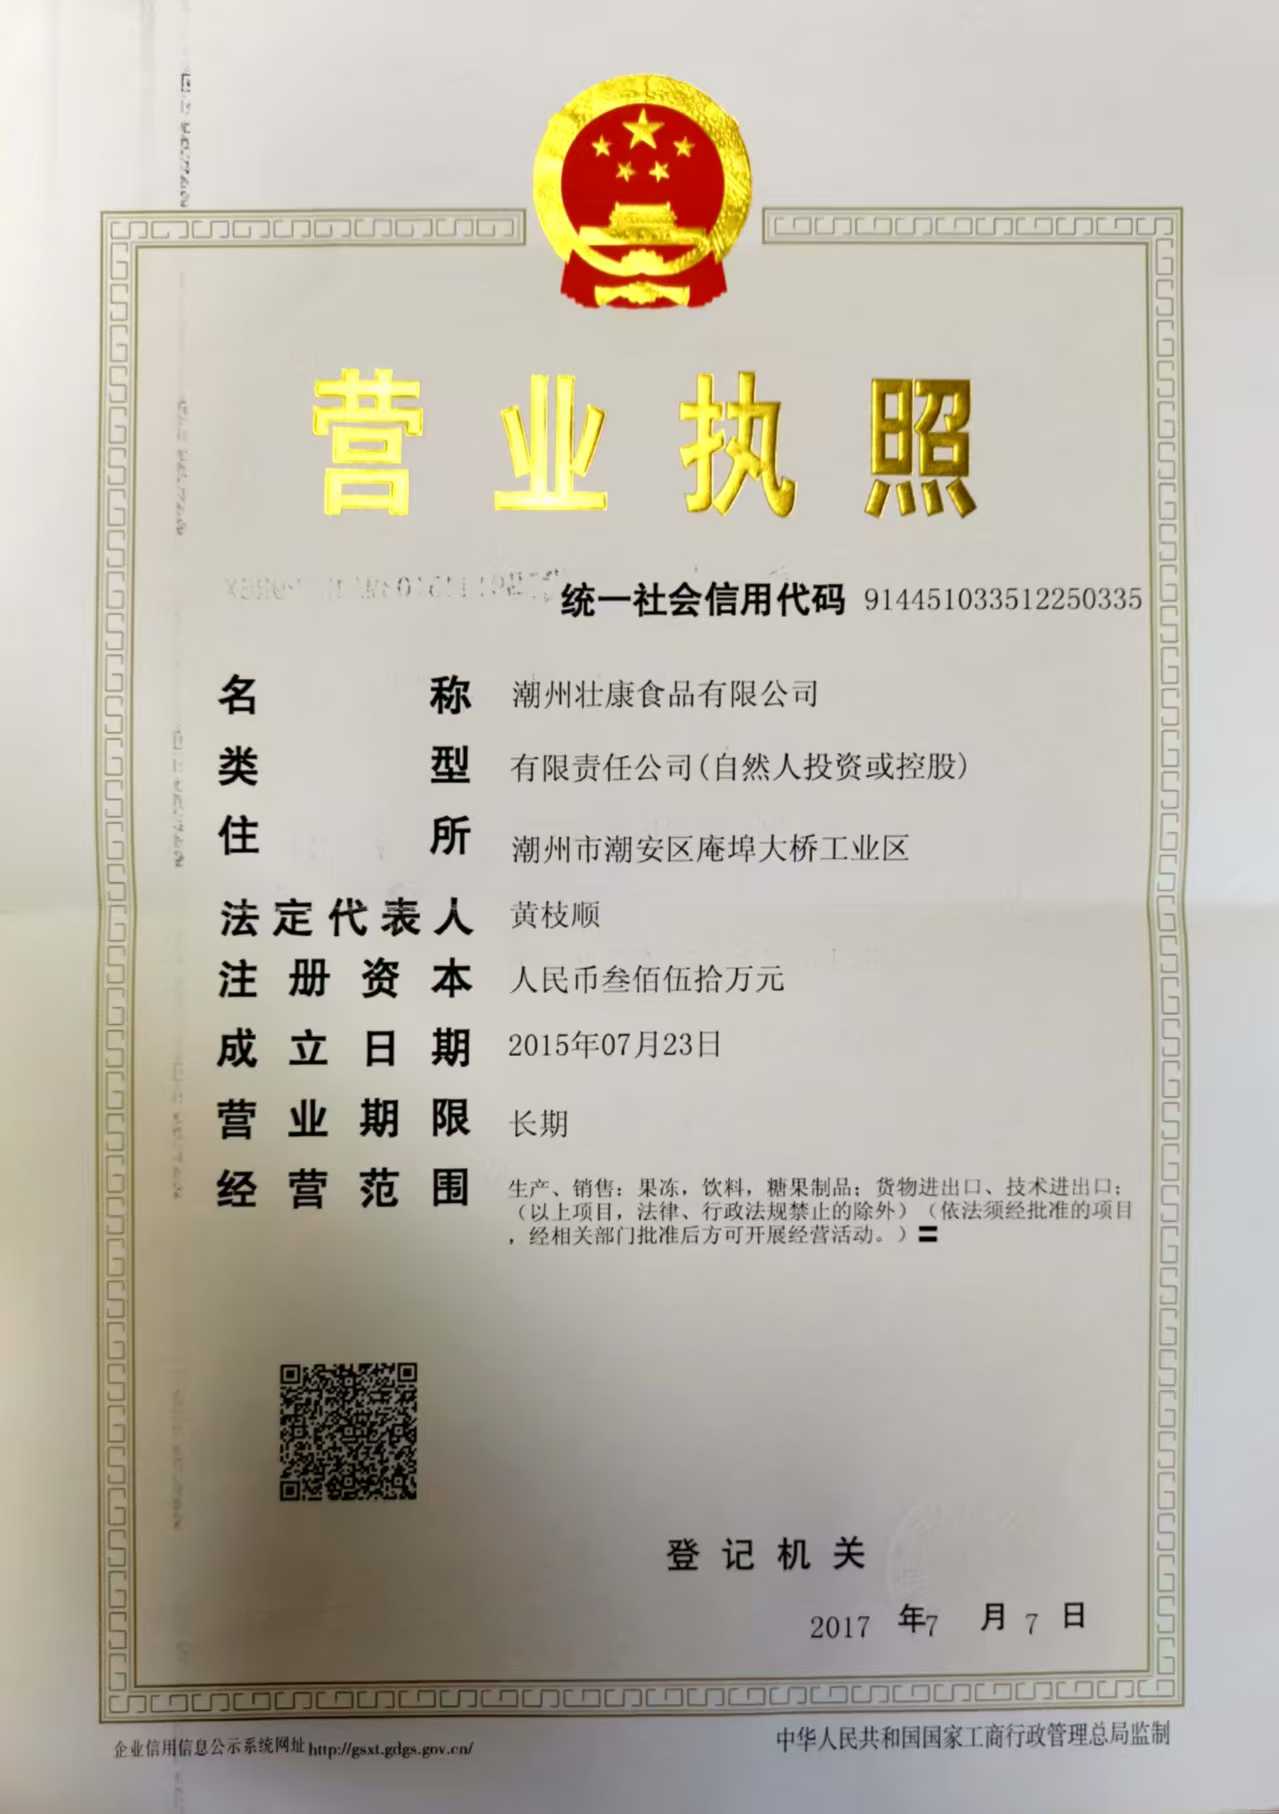 营业执照
统一社会信用代码 914451033512250335
名称 潮州壮康食品有限公司
类型 有限责任公司(自然人投资或控股)
住所 潮州市潮安区庵埠大桥工业区
法定代表人 黄枝顺
注册资本 人民币叁佰伍拾万元
成立日期 2015年07月23日
营业期限 长期
经营范围 生产、销售：果冻，饮料，糖果制品；货物进出口、技术进出口；
（以上项目，法律、行政法规禁止的除外）（依法须经批准的项目
，经相关部门批准后方可开展经营活动。）〓
登记机关
2017 年 7 月 7 日
企业信用信息公示系统网址 http://gsxt.gdgs.gov.cn/
中华人民共和国国家工商行政管理总局监制